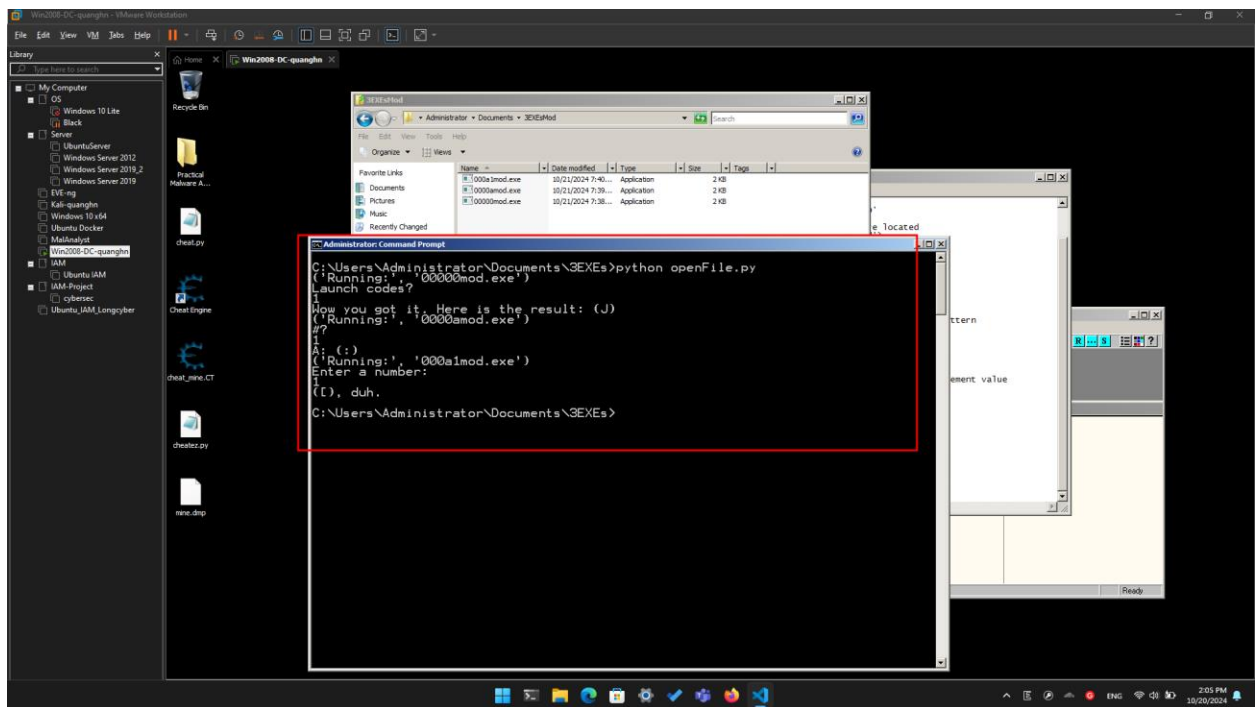 Win2008-DC-quanghn - VMware Workstation
File Edit View VM Tabs Help
Library
Type here to search
My Computer
OS
Windows 10 Lite
Black
Server
UbuntuServer
Windows Server 2012
Windows Server 2019_2
Windows Server 2019
EVE-ng
Kali-quanghn
Windows 10 x64
Ubuntu Docker
MalAnalyst
Win2008-DC-quanghn
IAM
Ubuntu IAM
IAM-Project
cybersec
Ubuntu_IAM_Longcyber
Home
Win2008-DC-quanghn
Recycle Bin
Practical
Malware A...
cheat.py
Cheat Engine
cheat_mine.CT
cheatez.py
mine.dmp
3EXEsMod
Administrator Documents 3EXEsMod
Search
File Edit View Tools Help
Organize Views
Favorite Links
Documents
Pictures
Music
Recently Changed
Name Date modified Type Size Tags
000a1mod.exe 10/21/2024 7:40... Application 2 KB
0000amod.exe 10/21/2024 7:39... Application 2 KB
00000mod.exe 10/21/2024 7:38... Application 2 KB
e located
ttern
ement value
R ... S
Ready
Administrator: Command Prompt
C:\Users\Administrator\Documents\3EXEs>python openFile.py
('Running:', '00000mod.exe')
Launch codes?
1
Wow you got it. Here is the result: (J)
('Running:', '0000amod.exe')
#?
1
A: (:)
('Running:', '000a1mod.exe')
Enter a number:
1
([), duh.
C:\Users\Administrator\Documents\3EXEs>
ENG
2:05 PM
10/20/2024